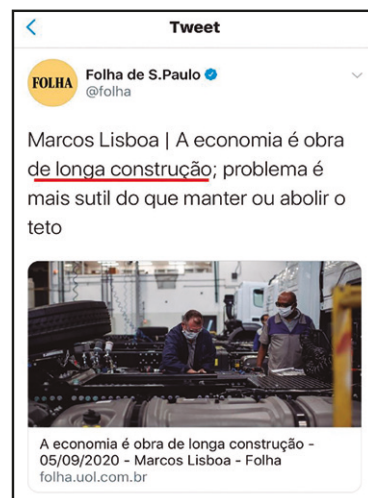 Tweet
FOLHA
Folha de S.Paulo
@folha
Marcos Lisboa | A economia é obra
de longa construção; problema é
mais sutil do que manter ou abolir o
teto
A economia é obra de longa construção -
05/09/2020 - Marcos Lisboa - Folha
folha.uol.com.br